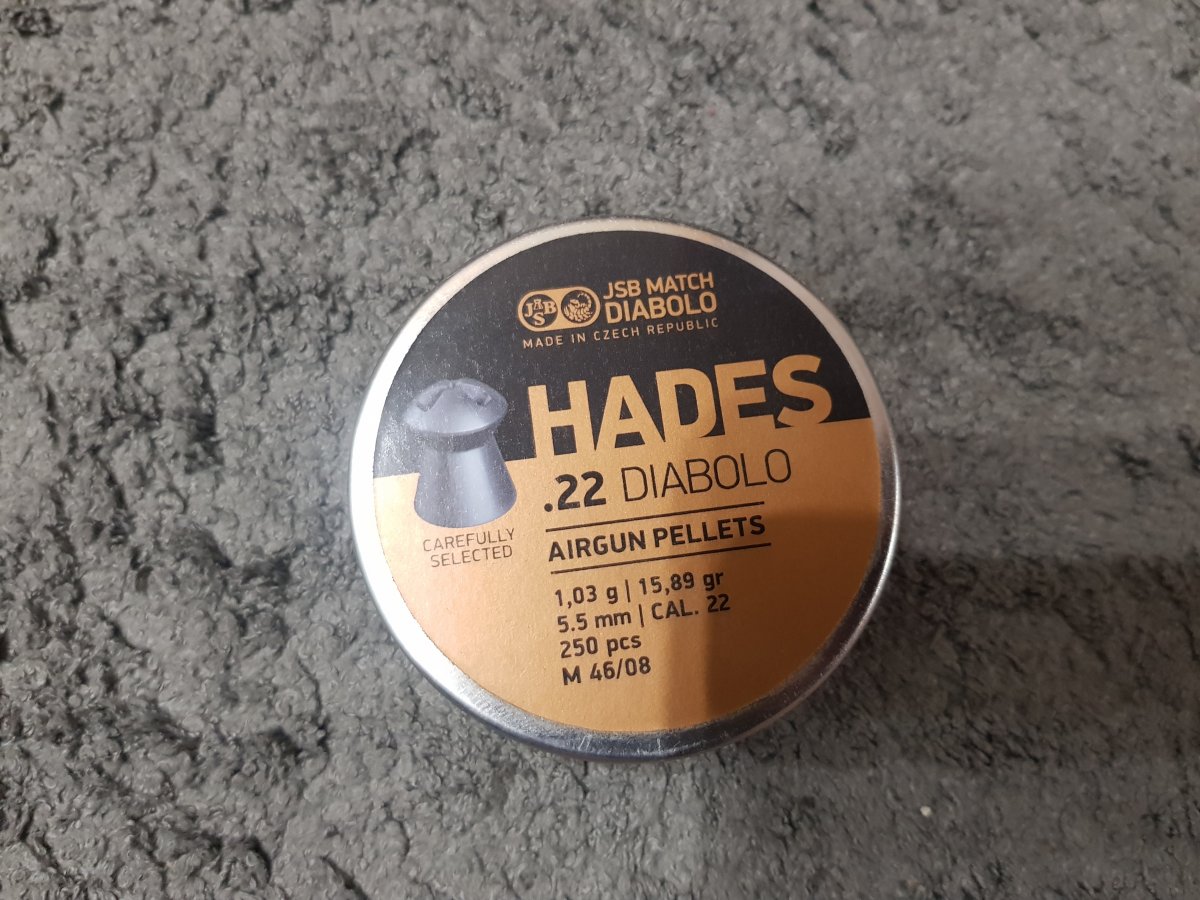 JSB
JSB MATCH
DIABOLO
MADE IN CZECH REPUBLIC
HADES
.22 DIABOLO
AIRGUN PELLETS
CAREFULLY
SELECTED
1,03 g | 15,89 gr
5.5 mm | CAL. 22
250 pcs
M 46/08